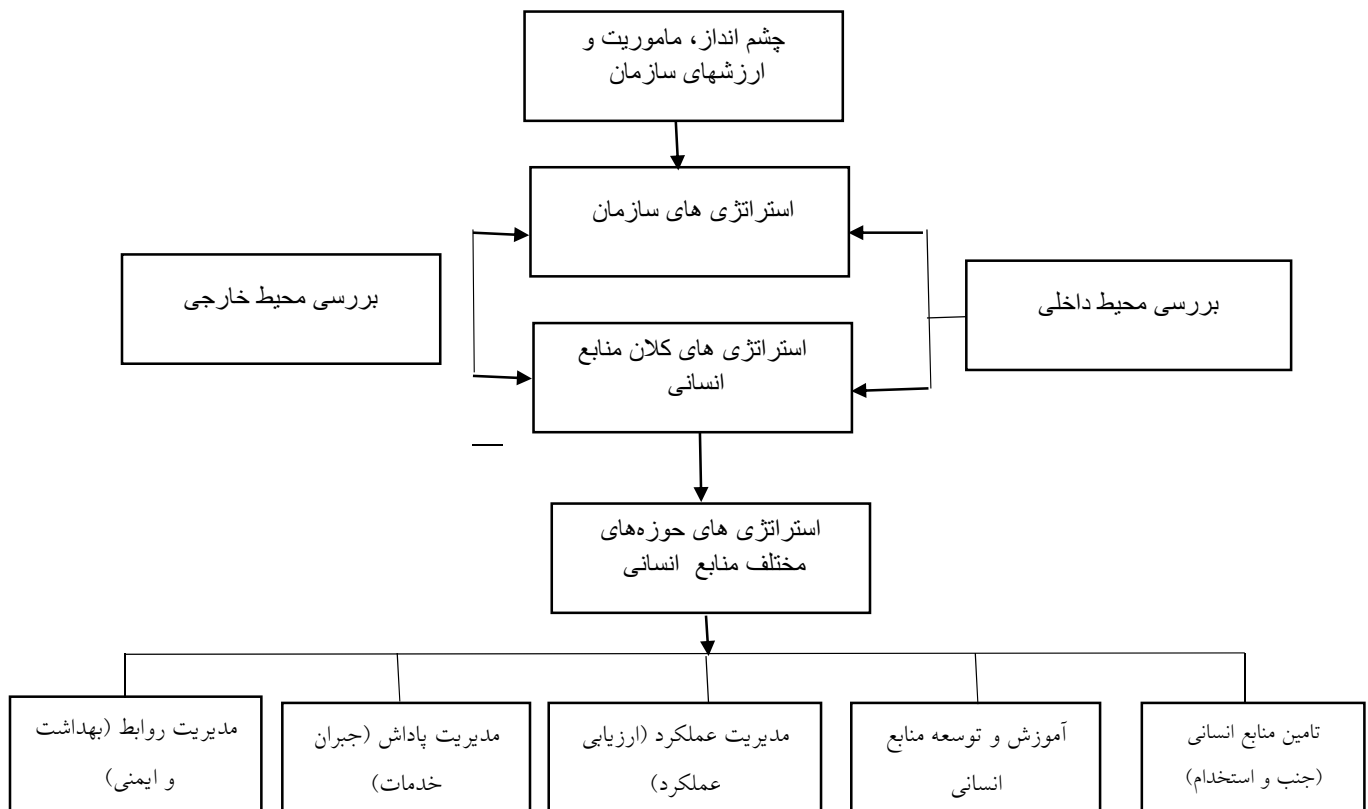 چشم انداز، ماموریت و
ارزشهای سازمان
استراتژی های سازمان
بررسی محیط داخلی
بررسی محیط خارجی
استراتژی های کلان منابع
انسانی
استراتژی های حوزه‌های
مختلف منابع انسانی
تامین منابع انسانی
(جنب و استخدام)
آموزش و توسعه منابع
انسانی
مدیریت عملکرد (ارزیابی
عملکرد)
مدیریت پاداش (جبران
خدمات)
مدیریت روابط (بهداشت
و ایمنی)